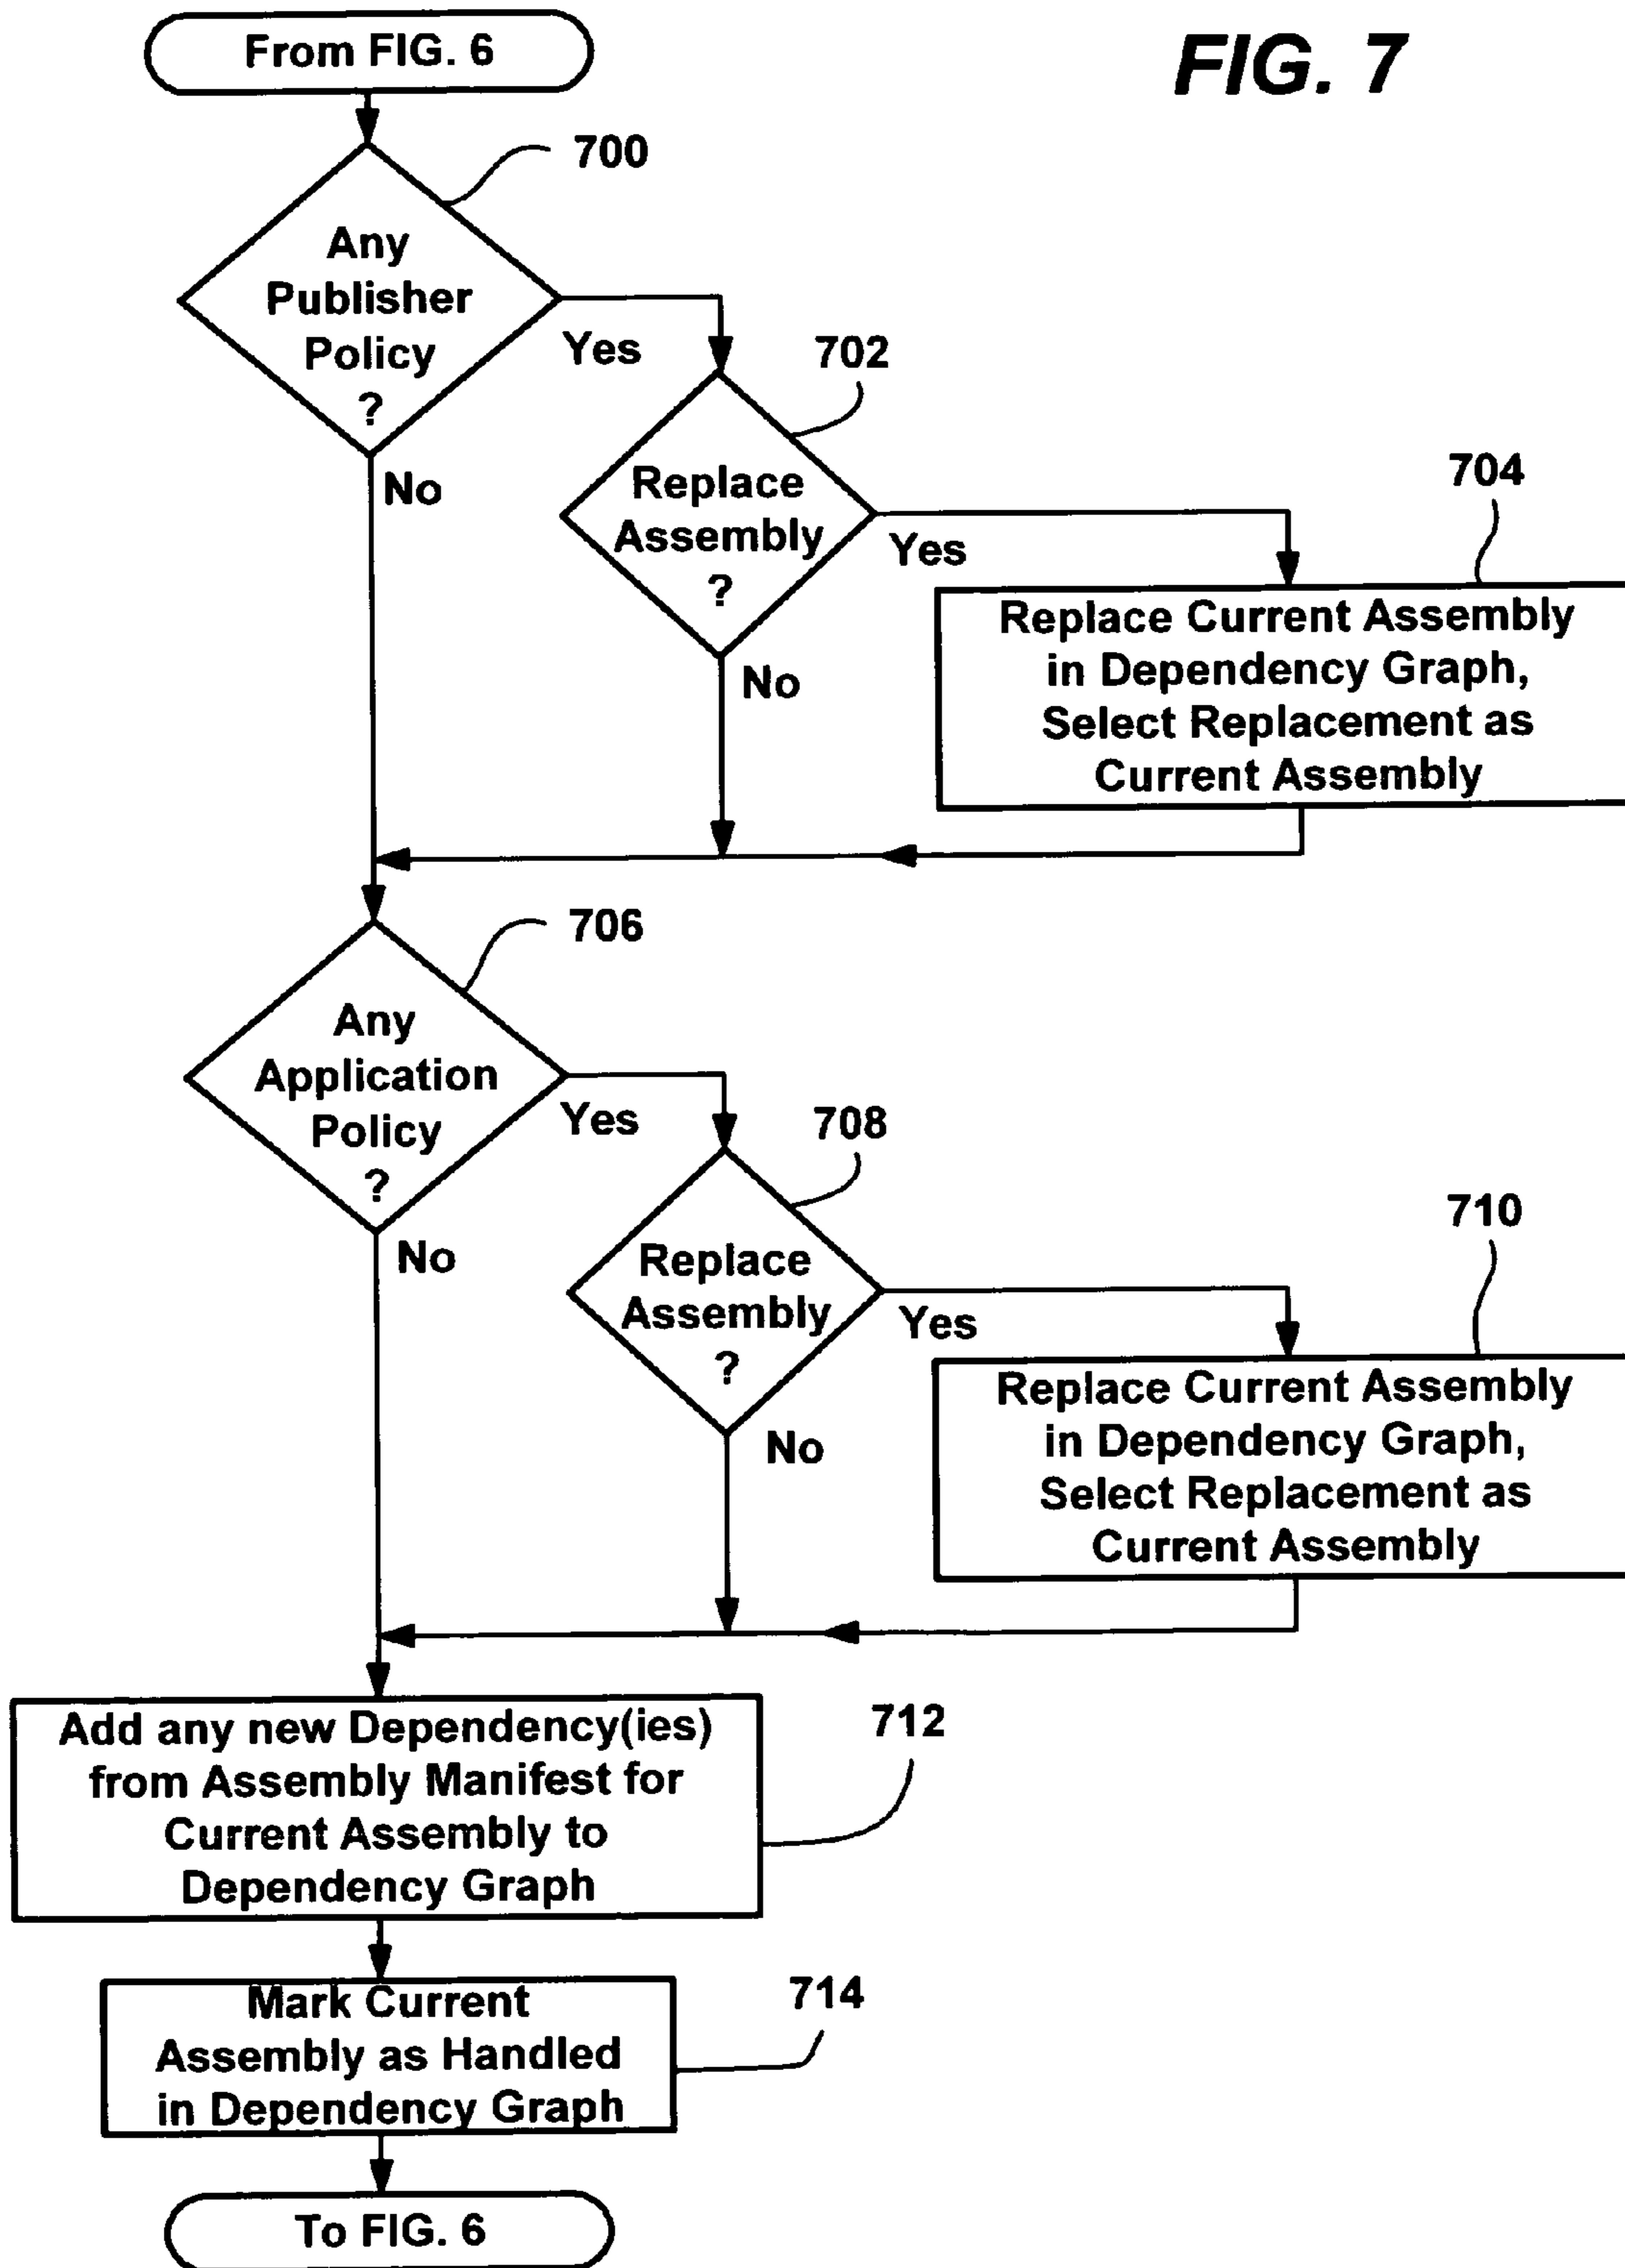 From FIG. 6
FIG. 7
700
Any
Publisher
Policy
?
Yes
No
702
Replace
Assembly
?
Yes
No
704
Replace Current Assembly
in Dependency Graph,
Select Replacement as
Current Assembly
706
Any
Application
Policy
?
Yes
No
708
Replace
Assembly
?
Yes
No
710
Replace Current Assembly
in Dependency Graph,
Select Replacement as
Current Assembly
Add any new Dependency(ies)
from Assembly Manifest for
Current Assembly to
Dependency Graph
712
Mark Current
Assembly as Handled
in Dependency Graph
714
To FIG. 6